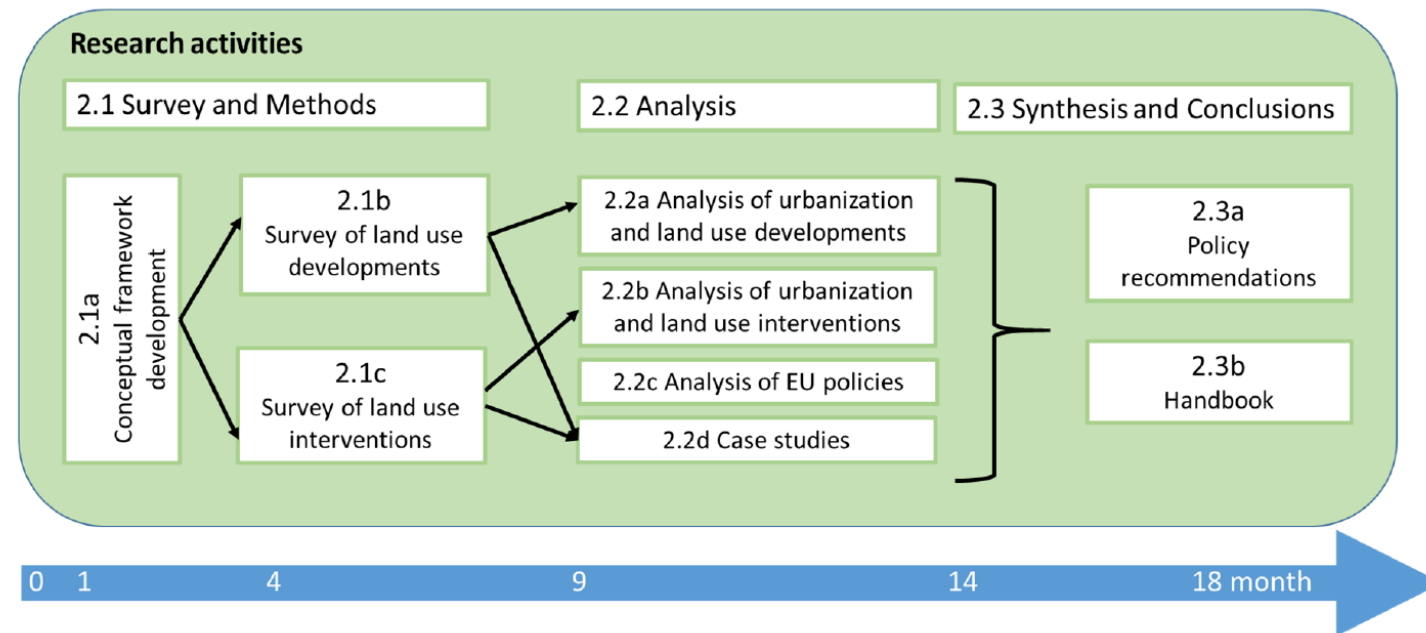 Research activities
2.1 Survey and Methods
2.2 Analysis
2.3 Synthesis and Conclusions
2.1a
Conceptual framework
development
2.1b
Survey of land use
developments
2.1c
Survey of land use
interventions
2.2a Analysis of urbanization
and land use developments
2.2b Analysis of urbanization
and land use interventions
2.2c Analysis of EU policies
2.2d Case studies
2.3a
Policy
recommendations
2.3b
Handbook
0 1 4 9 14 18 month